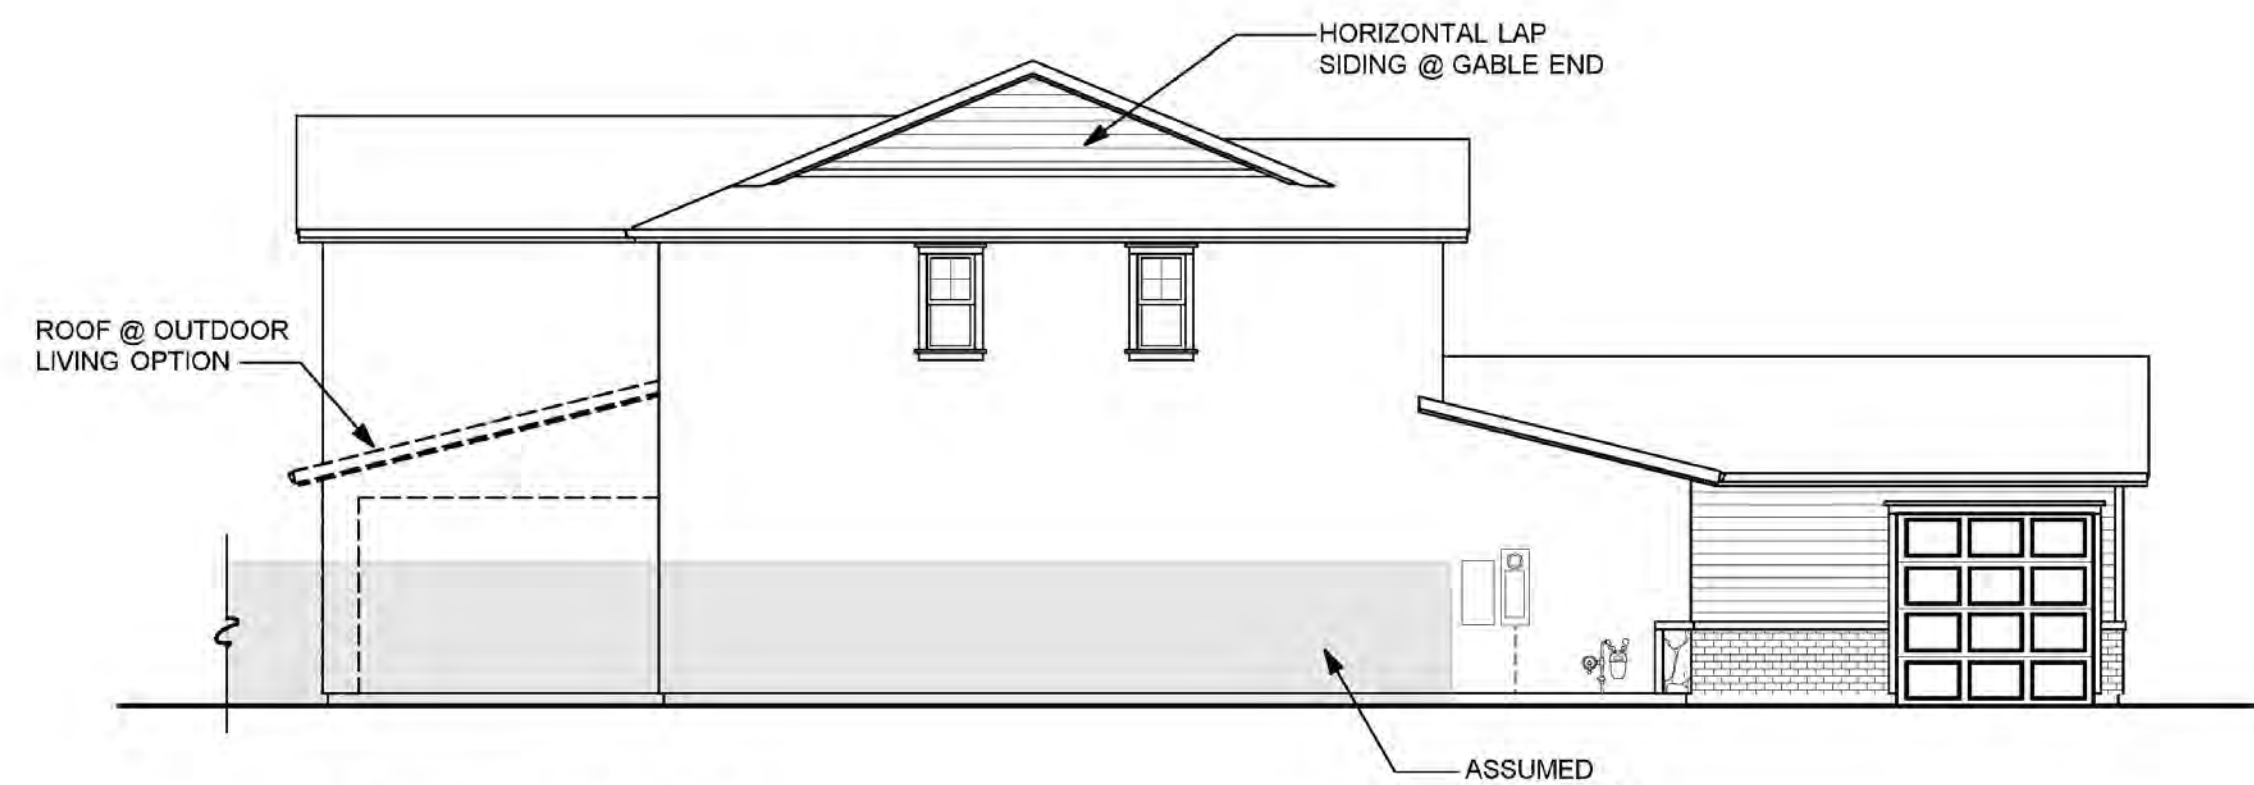 HORIZONTAL LAP
SIDING @ GABLE END
ROOF @ OUTDOOR
LIVING OPTION
ASSUMED